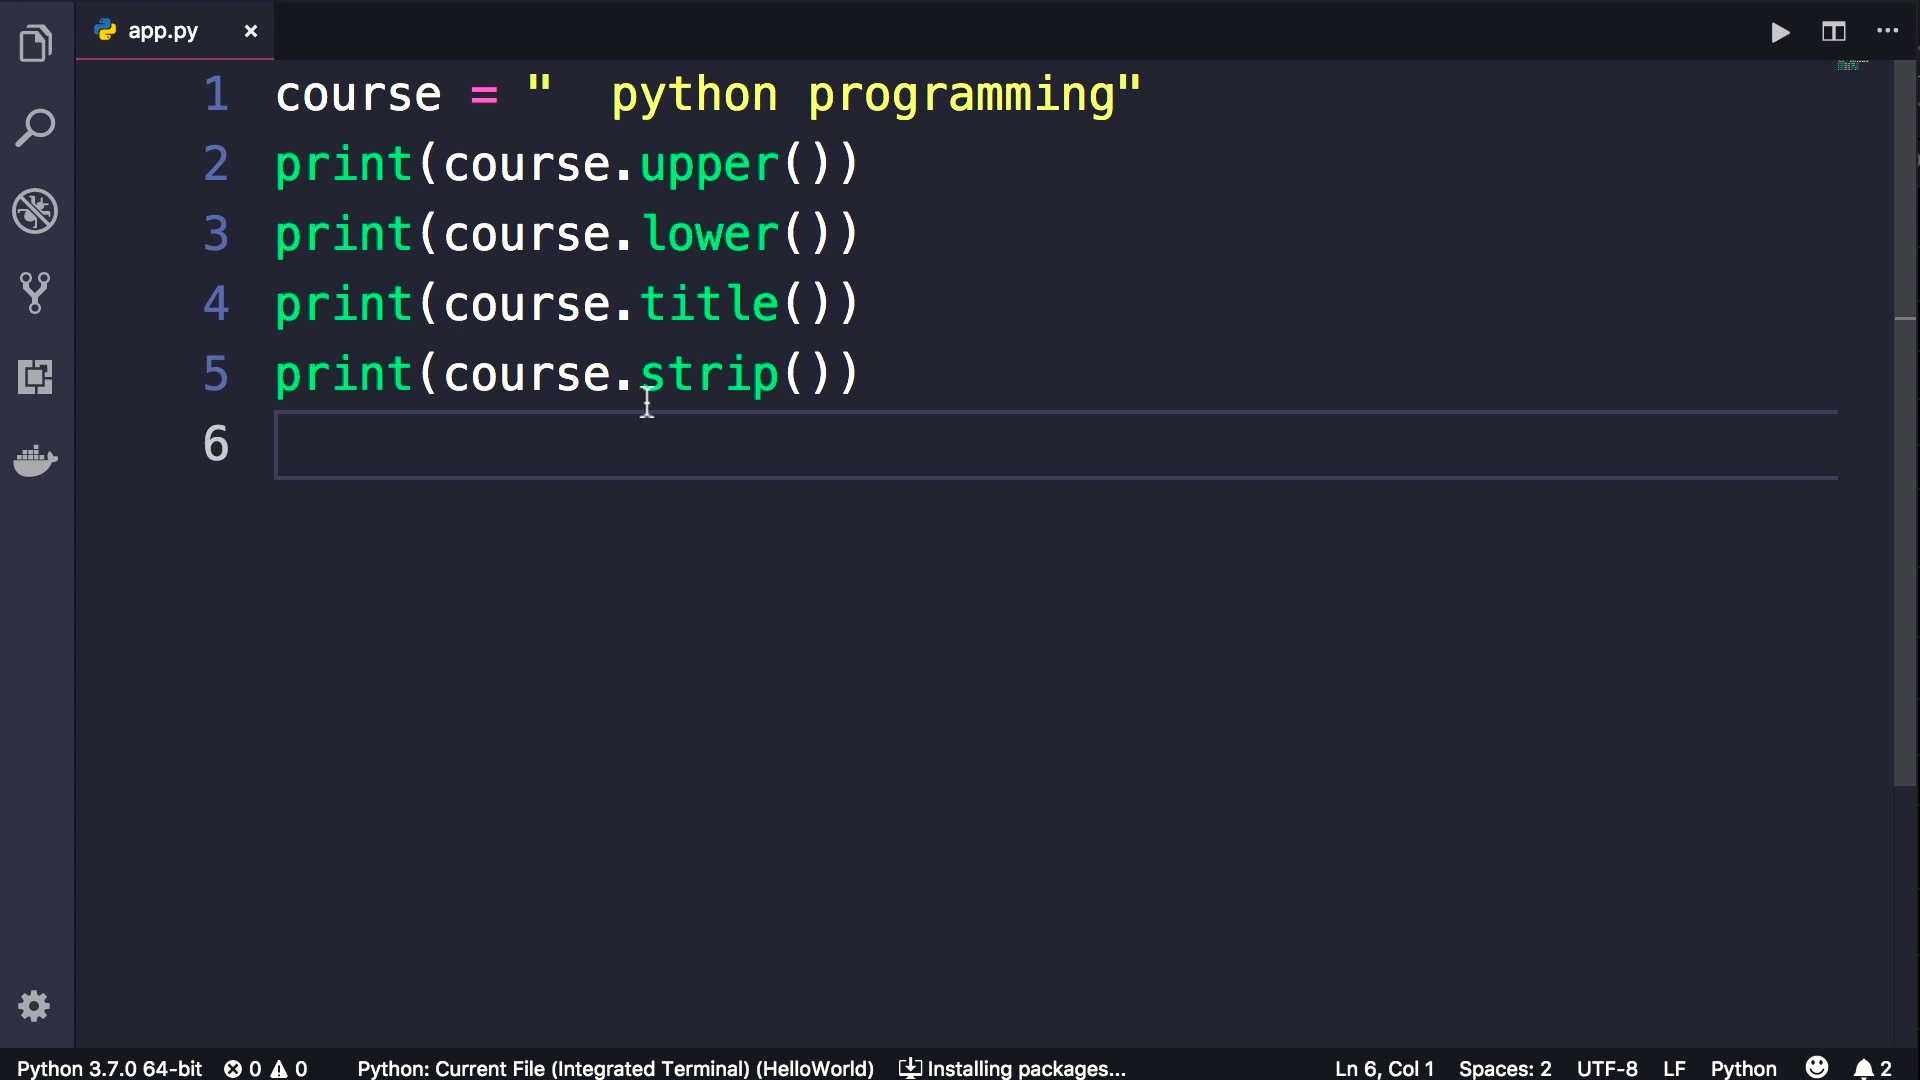 app.py
1 course = "  python programming"
2 print(course.upper())
3 print(course.lower())
4 print(course.title())
5 print(course.strip())
6
Python 3.7.0 64-bit 0 0 Python: Current File (Integrated Terminal) (HelloWorld) Installing packages... Ln 6, Col 1 Spaces: 2 UTF-8 LF Python 2